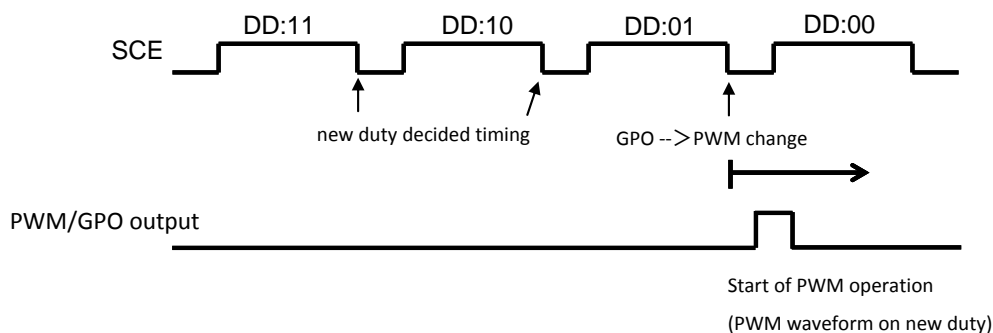 DD:11 DD:10 DD:01 DD:00
SCE
new duty decided timing
GPO -->PWM change
PWM/GPO output
Start of PWM operation
(PWM waveform on new duty)